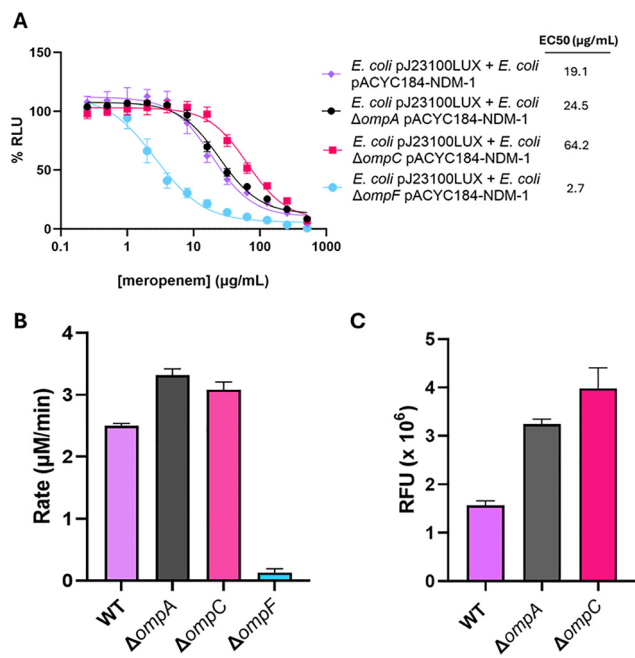 A
EC50 (µg/mL)
150
100
50
0
% RLU
0.1 1 10 100 1000
[meropenem] (µg/mL)
E. coli pJ23100LUX + E. coli
pACYC184-NDM-1
19.1
E. coli pJ23100LUX + E. coli
ΔompA pACYC184-NDM-1
24.5
E. coli pJ23100LUX + E. coli
ΔompC pACYC184-NDM-1
64.2
E. coli pJ23100LUX + E. coli
ΔompF pACYC184-NDM-1
2.7
B
4
3
2
1
0
Rate (µM/min)
WT ΔompA ΔompC ΔompF
C
5
4
3
2
1
0
RFU (x 10⁶)
WT ΔompA ΔompC